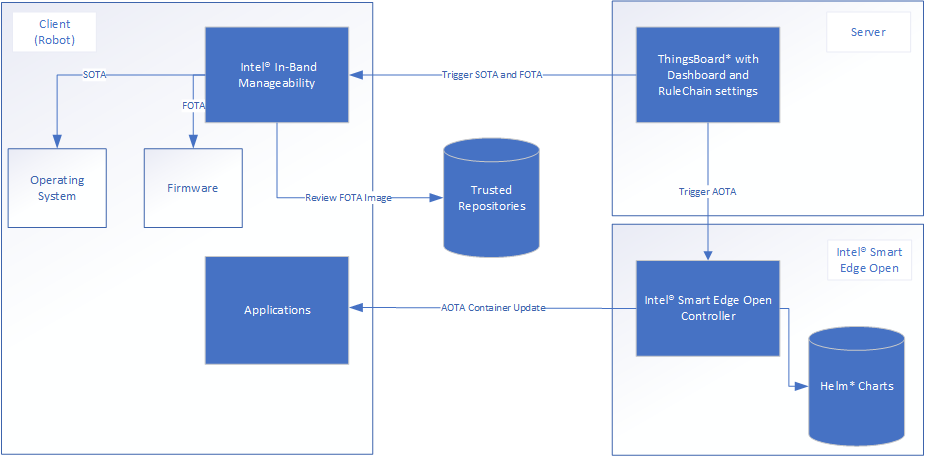 Client
(Robot)
Server
Intel® In-Band
Manageability
ThingsBoard* with
Dashboard and
RuleChain settings
Trigger SOTA and FOTA
SOTA
FOTA
Operating
System
Firmware
Trusted
Repositories
Review FOTA Image
Trigger AOTA
Intel® Smart
Edge Open
Applications
AOTA Container Update
Intel® Smart Edge Open
Controller
Helm* Charts